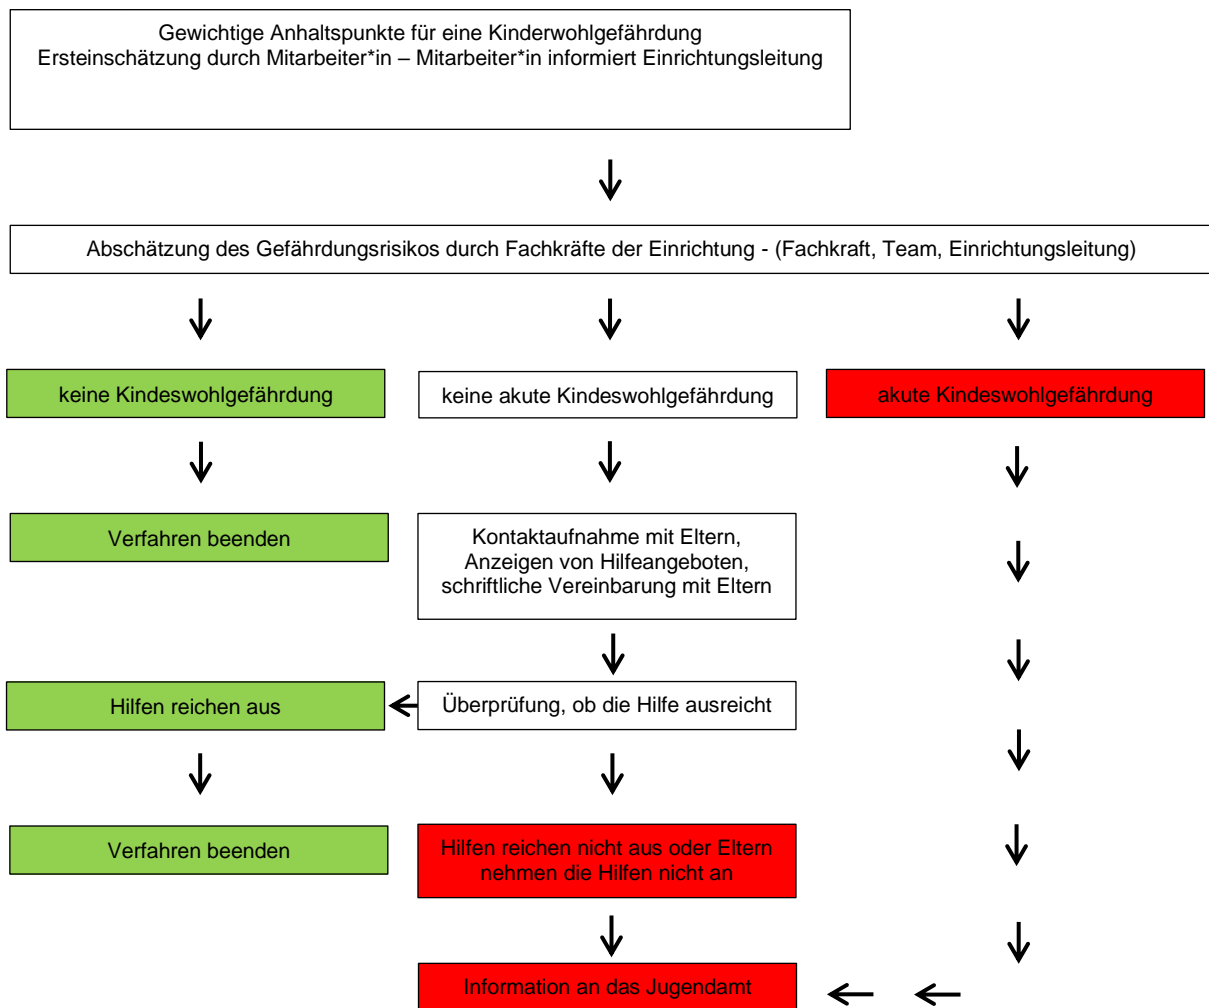 Gewichtige Anhaltspunkte für eine Kinderwohlgefährdung
Ersteinschätzung durch Mitarbeiter*in – Mitarbeiter*in informiert Einrichtungsleitung
Abschätzung des Gefährdungsrisikos durch Fachkräfte der Einrichtung - (Fachkraft, Team, Einrichtungsleitung)
keine Kindeswohlgefährdung
keine akute Kindeswohlgefährdung
akute Kindeswohlgefährdung
Verfahren beenden
Kontaktaufnahme mit Eltern,
Anzeigen von Hilfeangeboten,
schriftliche Vereinbarung mit Eltern
Hilfen reichen aus
Überprüfung, ob die Hilfe ausreicht
Verfahren beenden
Hilfen reichen nicht aus oder Eltern
nehmen die Hilfen nicht an
Information an das Jugendamt